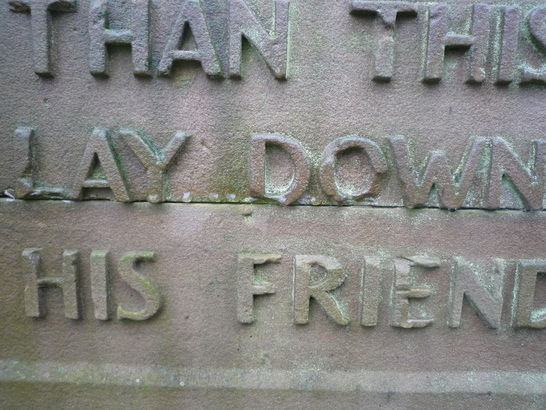 THAN THIS
LAY DOWN
HIS FRIEND